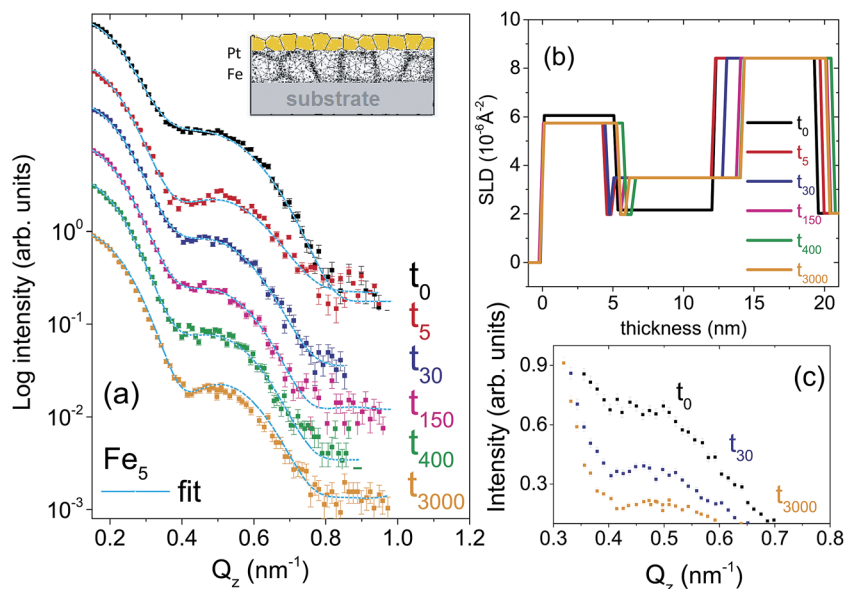 Pt
Fe
substrate
Log intensity (arb. units)
10⁰
10⁻¹
10⁻²
10⁻³
(a)
Fe₅
fit
t₀
t₅
t₃₀
t₁₅₀
t₄₀₀
t₃₀₀₀
0.2 0.4 0.6 0.8 1.0 1.2
Q_z (nm⁻¹)
(b)
SLD (10⁻⁶Å⁻²)
10
8
6
4
2
0
t₀
t₅
t₃₀
t₁₅₀
t₄₀₀
t₃₀₀₀
0 5 10 15 20
thickness (nm)
(c)
Intensity (arb. units)
0.9
0.6
0.3
t₀
t₃₀
t₃₀₀₀
0.3 0.4 0.5 0.6 0.7 0.8
Q_z (nm⁻¹)